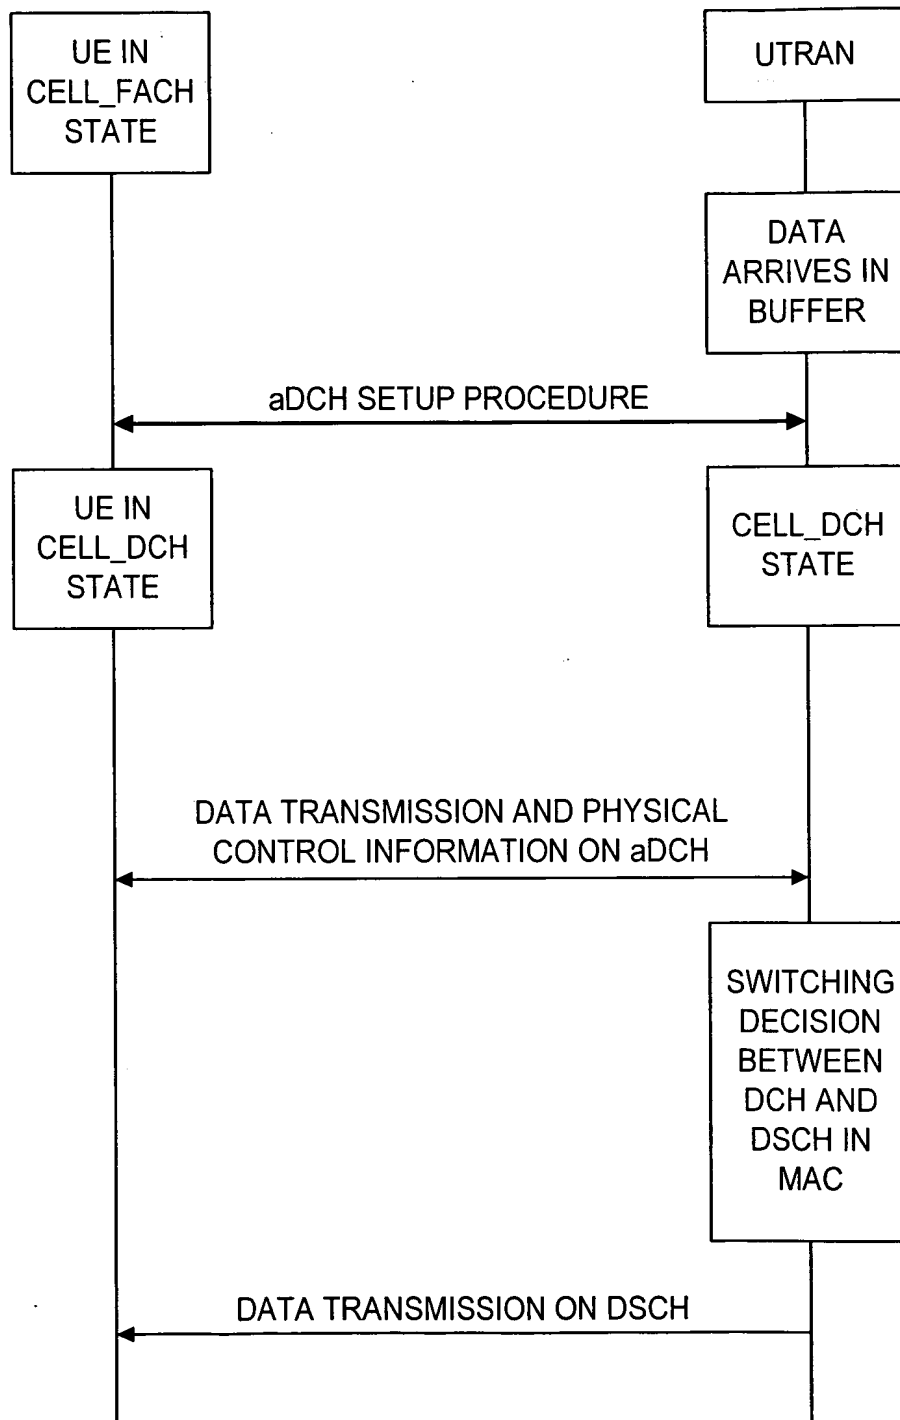 UE IN
CELL_FACH
STATE
UTRAN
DATA
ARRIVES IN
BUFFER
aDCH SETUP PROCEDURE
UE IN
CELL_DCH
STATE
CELL_DCH
STATE
DATA TRANSMISSION AND PHYSICAL
CONTROL INFORMATION ON aDCH
SWITCHING
DECISION
BETWEEN
DCH AND
DSCH IN
MAC
DATA TRANSMISSION ON DSCH